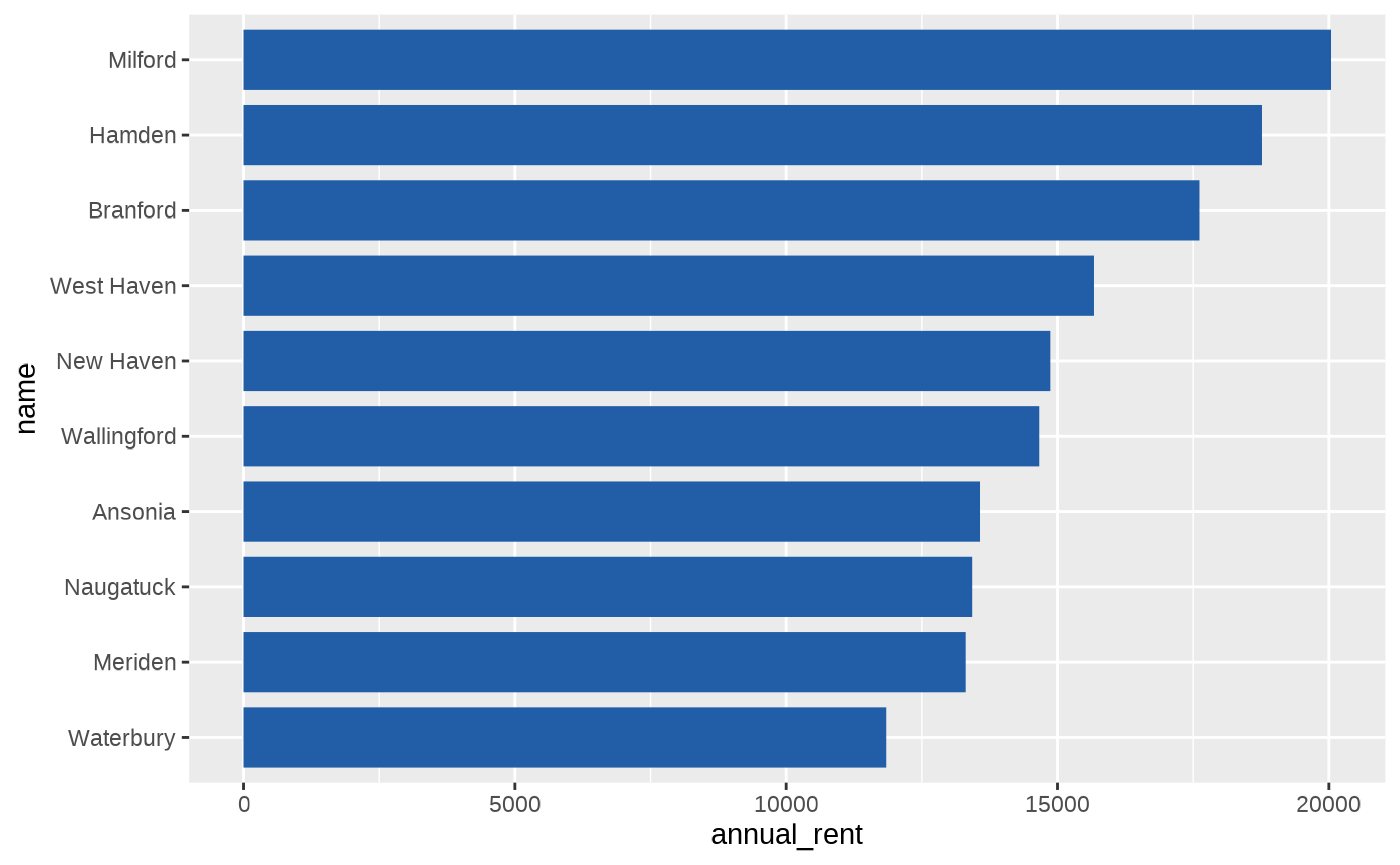 Milford
Hamden
Branford
West Haven
New Haven
Wallingford
Ansonia
Naugatuck
Meriden
Waterbury
name
0 5000 10000 15000 20000
annual_rent